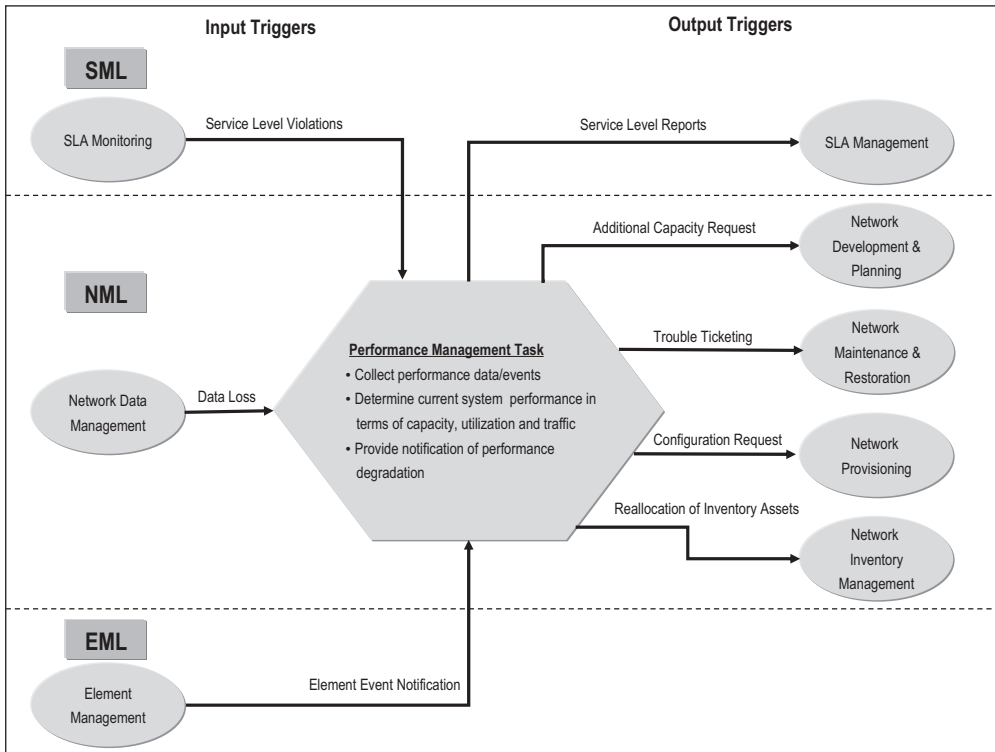 Input Triggers
Output Triggers
SML
SLA Monitoring
Service Level Violations
Service Level Reports
SLA Management
Additional Capacity Request
Network
Development &
Planning
NML
Performance Management Task
• Collect performance data/events
• Determine current system performance in
terms of capacity, utilization and traffic
• Provide notification of performance
degradation
Trouble Ticketing
Network
Maintenance &
Restoration
Network Data
Management
Data Loss
Configuration Request
Network
Provisioning
Reallocation of Inventory Assets
Network
Inventory
Management
EML
Element
Management
Element Event Notification